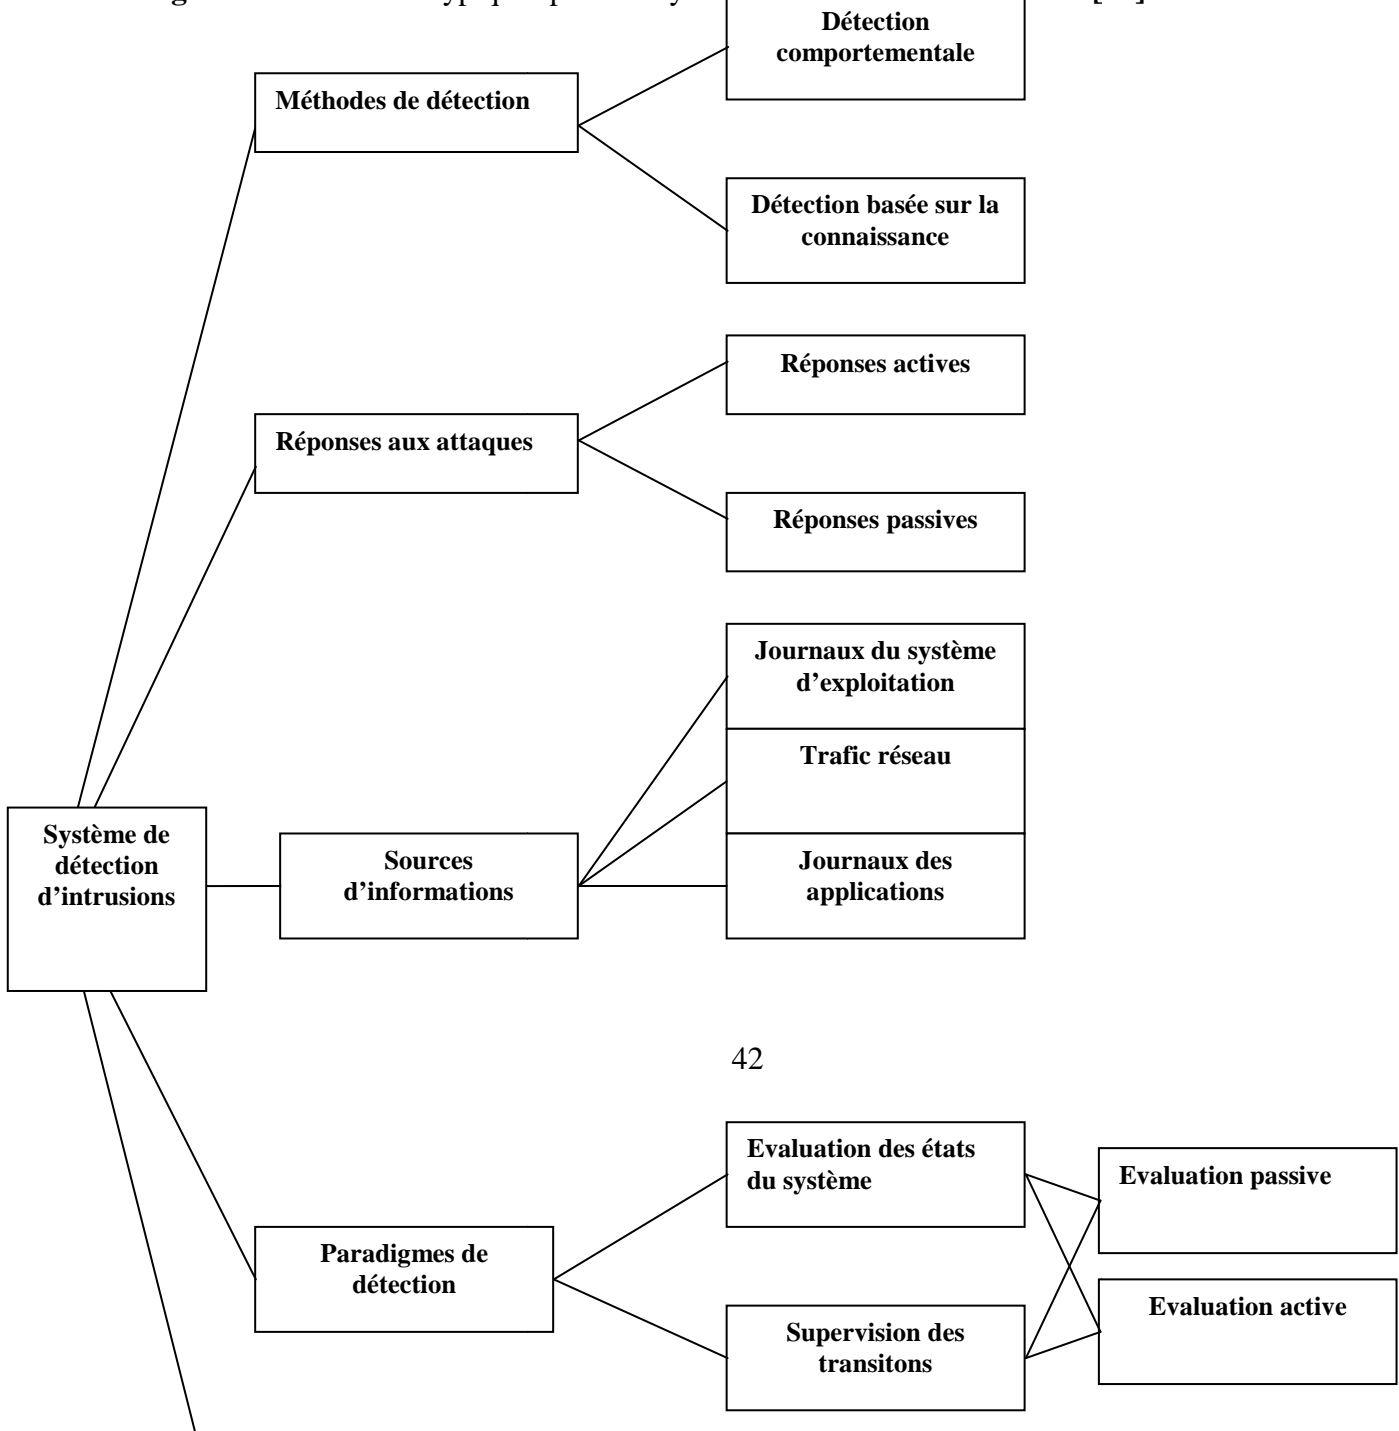 Détection
comportementale
Méthodes de détection
Détection basée sur la
connaissance
Réponses actives
Réponses aux attaques
Réponses passives
Journaux du système
d’exploitation
Trafic réseau
Système de
détection
d’intrusions
Sources
d’informations
Journaux des
applications
42
Evaluation des états
du système
Evaluation passive
Paradigmes de
détection
Evaluation active
Supervision des
transitons